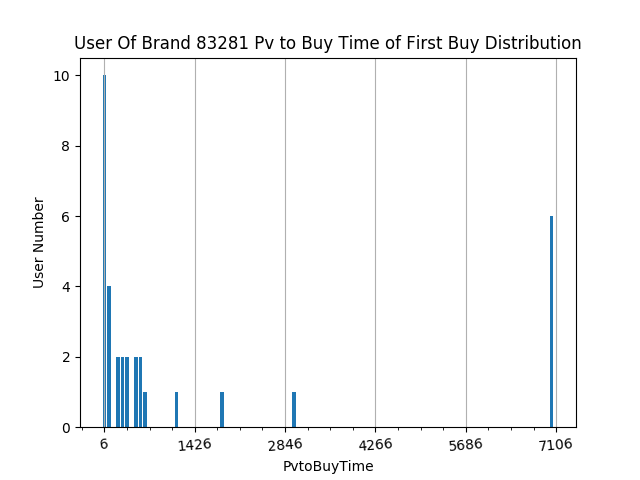 User Of Brand 83281 Pv to Buy Time of First Buy Distribution
10
8
6
4
2
0
User Number
6 1426 2846 4266 5686 7106
PvtoBuyTime